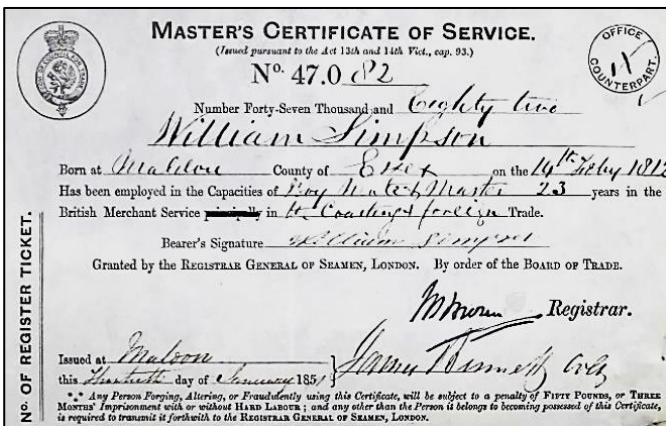 MASTER'S CERTIFICATE OF SERVICE.
(Issued pursuant to the Act 13th and 14th Vict., cap. 93.)
No. 47.0 82
OFFICE
COUNTERPART.
Number Forty-Seven Thousand and Eighty two
William Simpson
Born at Maldon County of Essex on the 14th Feby 1812
Has been employed in the Capacities of Boy Mate & Master 23 years in the
British Merchant Service principally in the Coasting & foreign Trade.
Bearer's Signature William Simpson
Granted by the REGISTRAR GENERAL OF SEAMEN, LONDON. By order of the BOARD OF TRADE.
Registrar.
Issued at Maldon
this Thirtieth day of January 1851
*** Any Person Forging, Altering, or Fraudulently using this Certificate, will be subject to a penalty of FIFTY POUNDS, or THREE
MONTHS' Imprisonment with or without HARD LABOUR; and any other than the Person it belongs to becoming possessed of this Certificate,
is required to transmit it forthwith to the REGISTRAR GENERAL OF SEAMEN, LONDON.
No. OF REGISTER TICKET.